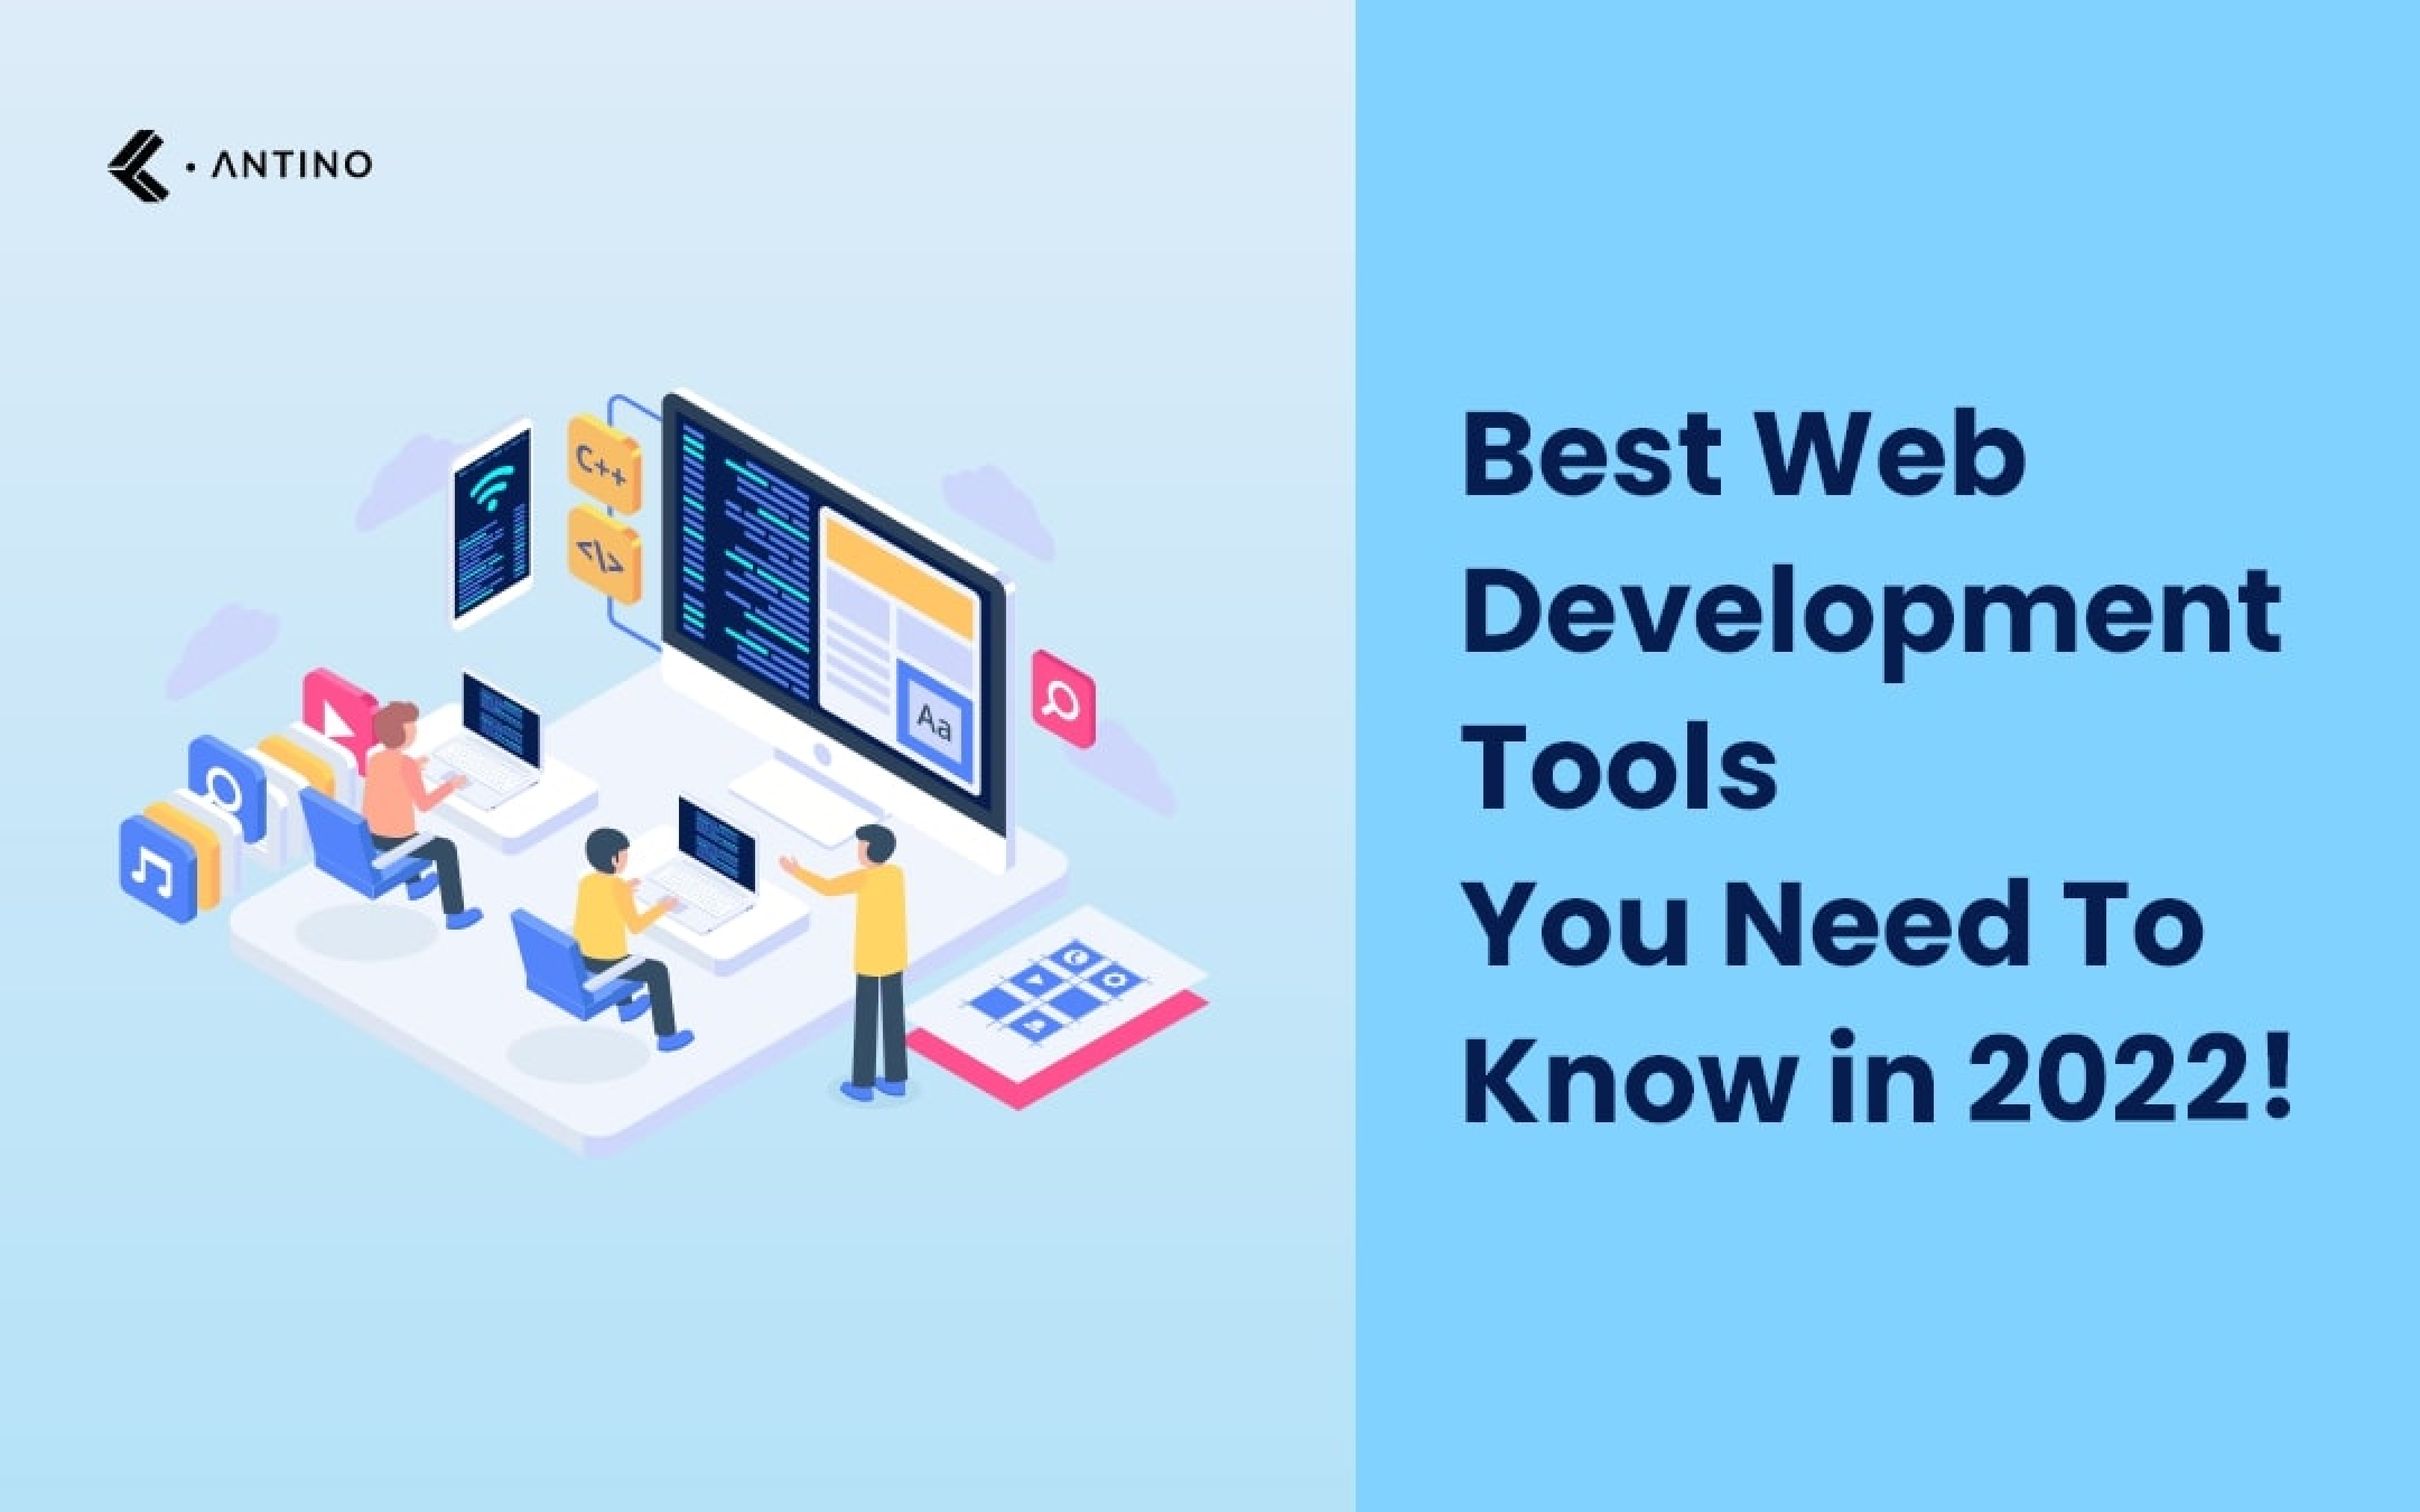 ANTINO
C++
<\>
Aa
Best Web
Development
Tools
You Need To
Know in 2022!